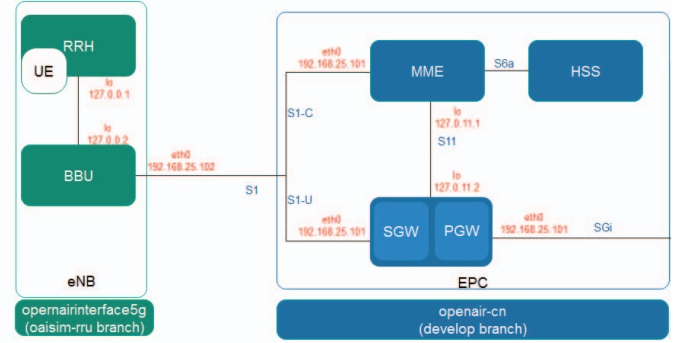 RRH
UE
lo
127.0.0.1
lo
127.0.0.2
BBU
eth0
192.168.25.102
S1
eNB
opernairinterface5g
(oaisim-rru branch)
eth0
192.168.25.101
MME
S6a
HSS
S1-C
lo
127.0.11.1
S11
lo
127.0.11.2
S1-U
eth0
192.168.25.101
SGW
PGW
eth0
192.168.25.101
SGi
EPC
openair-cn
(develop branch)